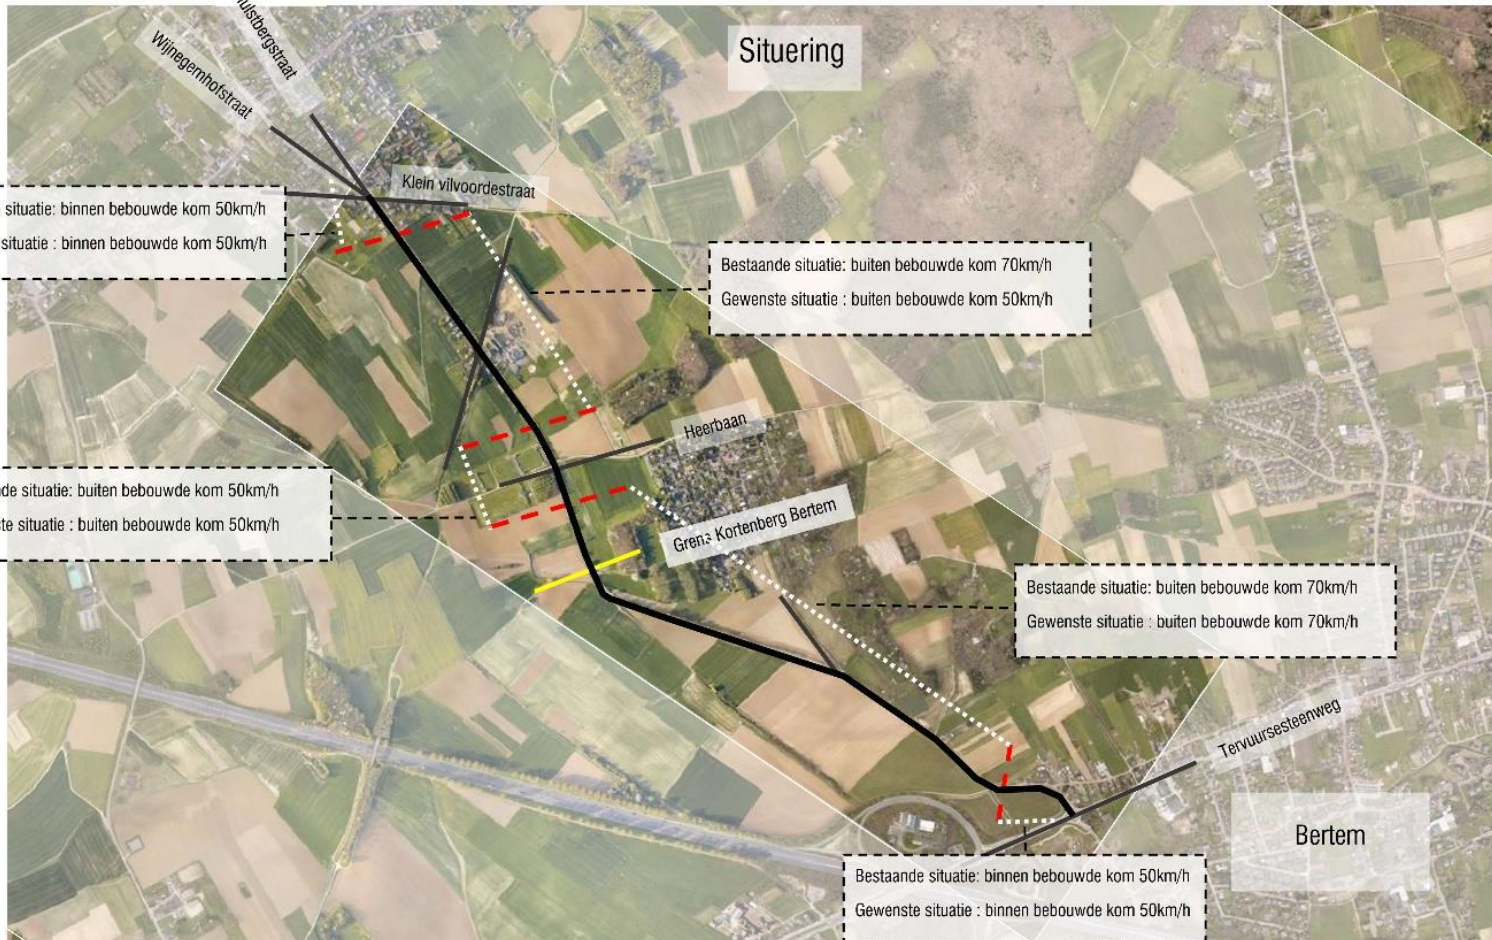 Situering
Wijnegemhofstraat
Klein vilvoordestraat
situatie: binnen bebouwde kom 50km/h
situatie : binnen bebouwde kom 50km/h
Bestaande situatie: buiten bebouwde kom 70km/h
Gewenste situatie : buiten bebouwde kom 50km/h
Heerbaan
situatie: buiten bebouwde kom 50km/h
situatie : buiten bebouwde kom 50km/h
Grens Kortenberg Bertem
Bestaande situatie: buiten bebouwde kom 70km/h
Gewenste situatie : buiten bebouwde kom 70km/h
Tervuursesteenweg
Bertem
Bestaande situatie: binnen bebouwde kom 50km/h
Gewenste situatie : binnen bebouwde kom 50km/h